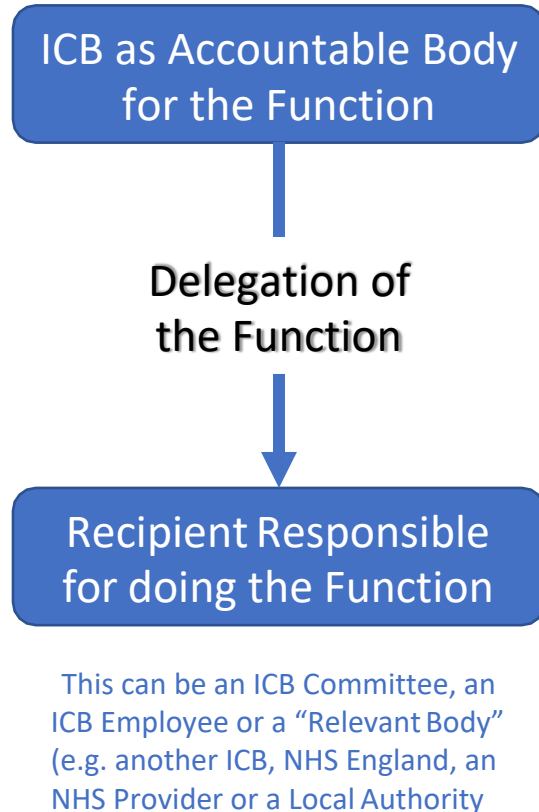 ICB as Accountable Body
for the Function
Delegation of
the Function
Recipient Responsible
for doing the Function
This can be an ICB Committee, an
ICB Employee or a “Relevant Body”
(e.g. another ICB, NHS England, an
NHS Provider or a Local Authority